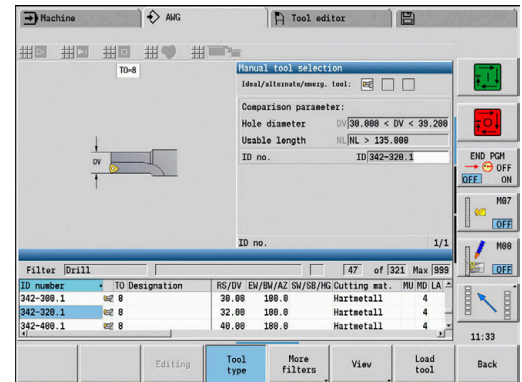 Machine
AWG
Tool editor
TO=8
DV
Manual tool selection
Ideal/alternate/emerg. tool:
Comparison parameter:
Hole diameter DV 30.000 < DV < 39.200
Usable length NL NL > 135.000
ID no. ID 342-320.1
ID no. 1/1
END PGM
OFF
OFF ON
M07
OFF
M08
OFF
Filter Drill 47 of 321 Max 999
ID number TO Designation RS/DV EW/BW/AZ SW/SB/HG Cutting mat. MU MD LA
342-300.1 8 30.00 180.0 Hartmetall 4
342-320.1 8 32.00 180.0 Hartmetall 4
342-400.1 8 40.00 180.0 Hartmetall 4
11:33
Editing
Tool type
More filters
View
Load tool
Back